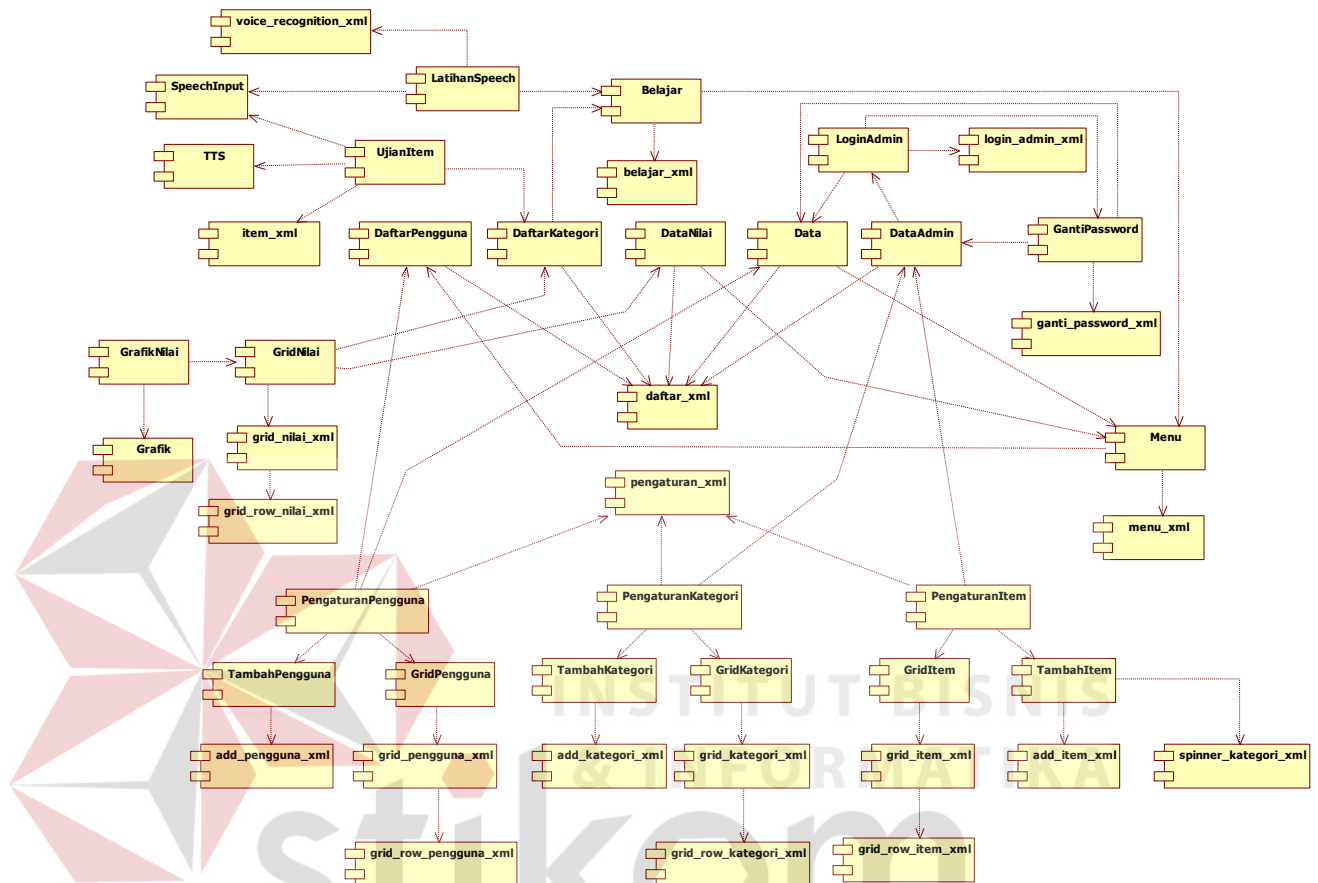 voice_recognition_xml
LatihanSpeech
SpeechInput
Belajar
LoginAdmin
login_admin_xml
UjianItem
TTS
belajar_xml
item_xml
DaftarPengguna
DaftarKategori
DataNilai
Data
DataAdmin
GantiPassword
ganti_password_xml
GrafikNilai
GridNilai
daftar_xml
Grafik
grid_nilai_xml
Menu
pengaturan_xml
grid_row_nilai_xml
menu_xml
PengaturanPengguna
PengaturanKategori
PengaturanItem
TambahPengguna
GridPengguna
TambahKategori
GridKategori
GridItem
TambahItem
INSTITUT BISNIS
add_pengguna_xml
grid_pengguna_xml
add_kategori_xml
grid_kategori_xml
grid_item_xml
add_item_xml
spinner_kategori_xml
& INFORMATIKA
stikom
grid_row_pengguna_xml
grid_row_kategori_xml
grid_row_item_xml